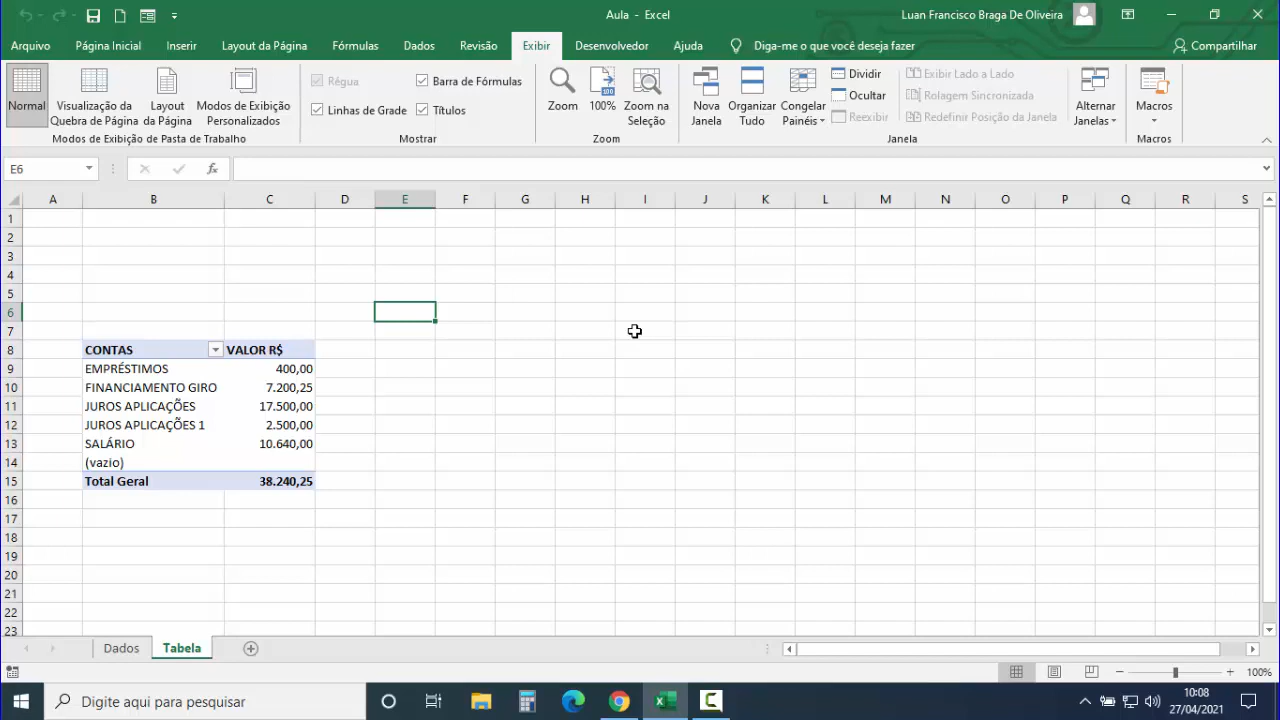 Aula - Excel
Luan Francisco Braga De Oliveira
Arquivo Página Inicial Inserir Layout da Página Fórmulas Dados Revisão Exibir Desenvolvedor Ajuda Diga-me o que você deseja fazer Compartilhar
Normal
Visualização da
Quebra de Página
Layout
da Página
Modos de Exibição
Personalizados
Modos de Exibição de Pasta de Trabalho
Régua
Barra de Fórmulas
Linhas de Grade
Títulos
Mostrar
Zoom
100%
Zoom na
Seleção
Zoom
Nova
Janela
Organizar
Tudo
Congelar
Painéis
Dividir
Ocultar
Reexibir
Exibir Lado a Lado
Rolagem Sincronizada
Redefinir Posição da Janela
Janela
Alternar
Janelas
Macros
Macros
E6
fx
A B C D E F G H I J K L M N O P Q R S
1
2
3
4
5
6
7
8 CONTAS VALOR R$
9 EMPRÉSTIMOS 400,00
10 FINANCIAMENTO GIRO 7.200,25
11 JUROS APLICAÇÕES 17.500,00
12 JUROS APLICAÇÕES 1 2.500,00
13 SALÁRIO 10.640,00
14 (vazio)
15 Total Geral 38.240,25
16
17
18
19
20
21
22
23
Dados Tabela
100%
Digite aqui para pesquisar
10:08
27/04/2021